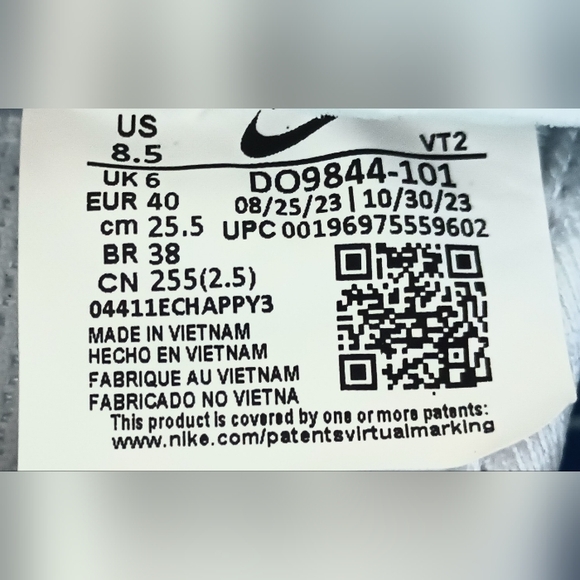 US
8.5
VT2
UK 6
DO9844-101
EUR 40
08/25/23 | 10/30/23
cm 25.5
UPC 00196975559602
BR 38
CN 255(2.5)
04411ECHAPPY3
MADE IN VIETNAM
HECHO EN VIETNAM
FABRIQUE AU VIETNAM
FABRICADO NO VIETNA
This product is covered by one or more patents:
www.nike.com/patentsvirtualmarking